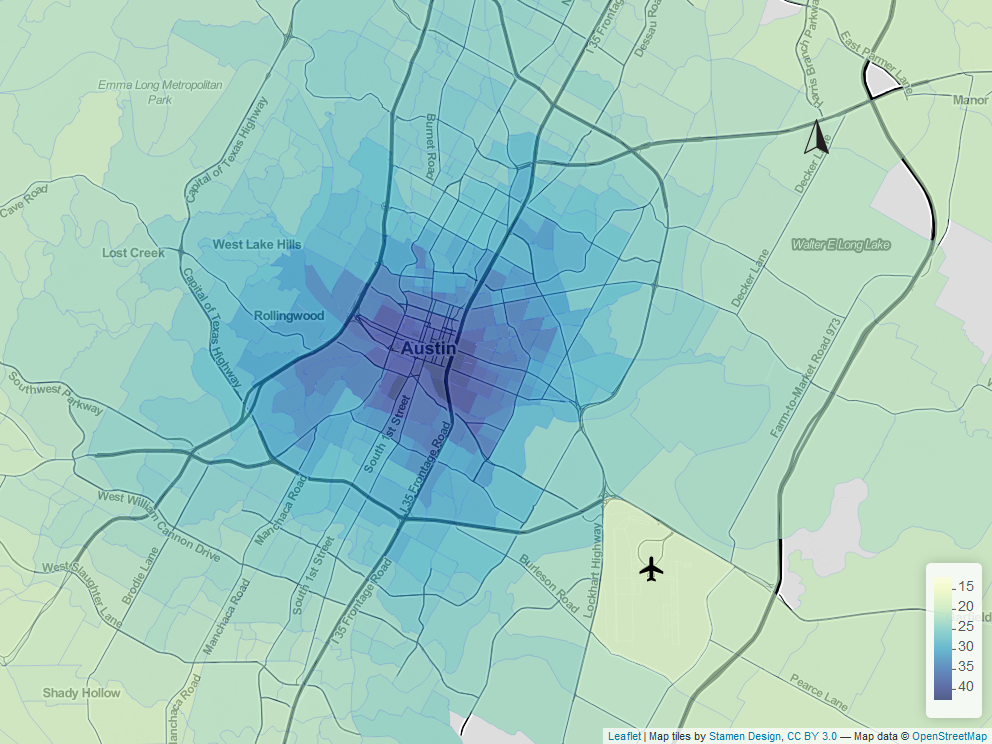 I 35 Frontage
Dessau Roa
Harris Branch Parkway
East Parmer Lane
Emma Long Metropolitan
Park
Manor
Capital of Texas Highway
Burnet Road
Decker Lane
Cave Road
West Lake Hills
Lost Creek
Walter E Long Lake
Decker Lane
Capital of Texas Highway
Rollingwood
Austin
Farm-to-Market Road 973
Southwest Parkway
South 1st Street
I 35 Frontage Road
West William Cannon Drive
Manchaca Road
Lockhart Highway
South 1st Street
Brodie Lane
West Slaughter Lane
Burleson Road
I 35 Frontage Road
Manchaca Road
Shady Hollow
Manchaca Road
Pearce Lane
15
20
25
30
35
40
Leaflet | Map tiles by Stamen Design, CC BY 3.0 — Map data © OpenStreetMap